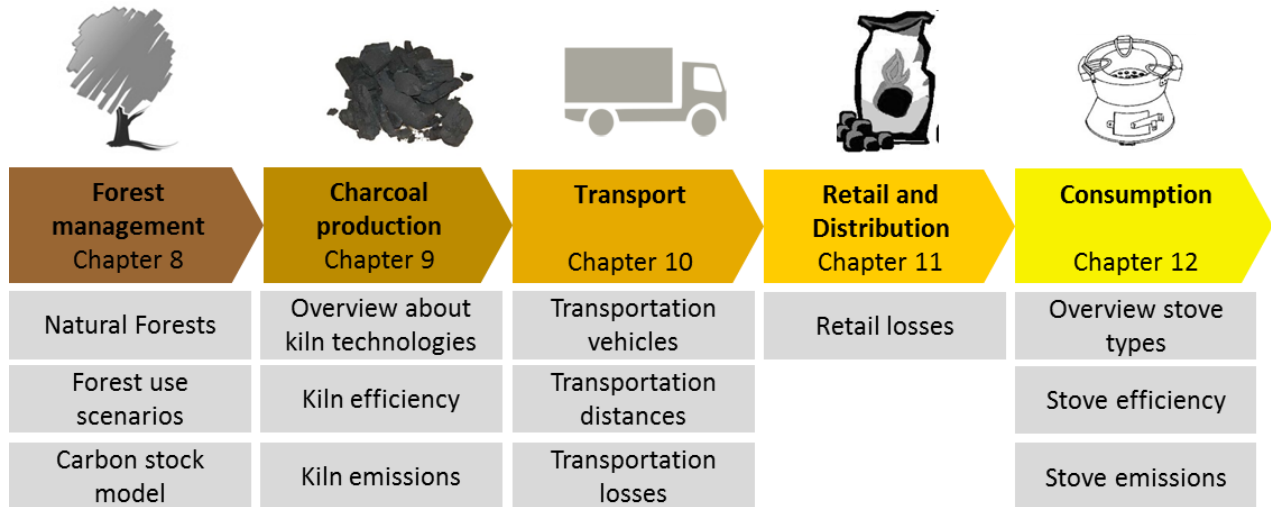 Forest
management
Chapter 8
Charcoal
production
Chapter 9
Transport
Chapter 10
Retail and
Distribution
Chapter 11
Consumption
Chapter 12
Natural Forests
Overview about
kiln technologies
Transportation
vehicles
Retail losses
Overview stove
types
Forest use
scenarios
Kiln efficiency
Transportation
distances
Stove efficiency
Carbon stock
model
Kiln emissions
Transportation
losses
Stove emissions